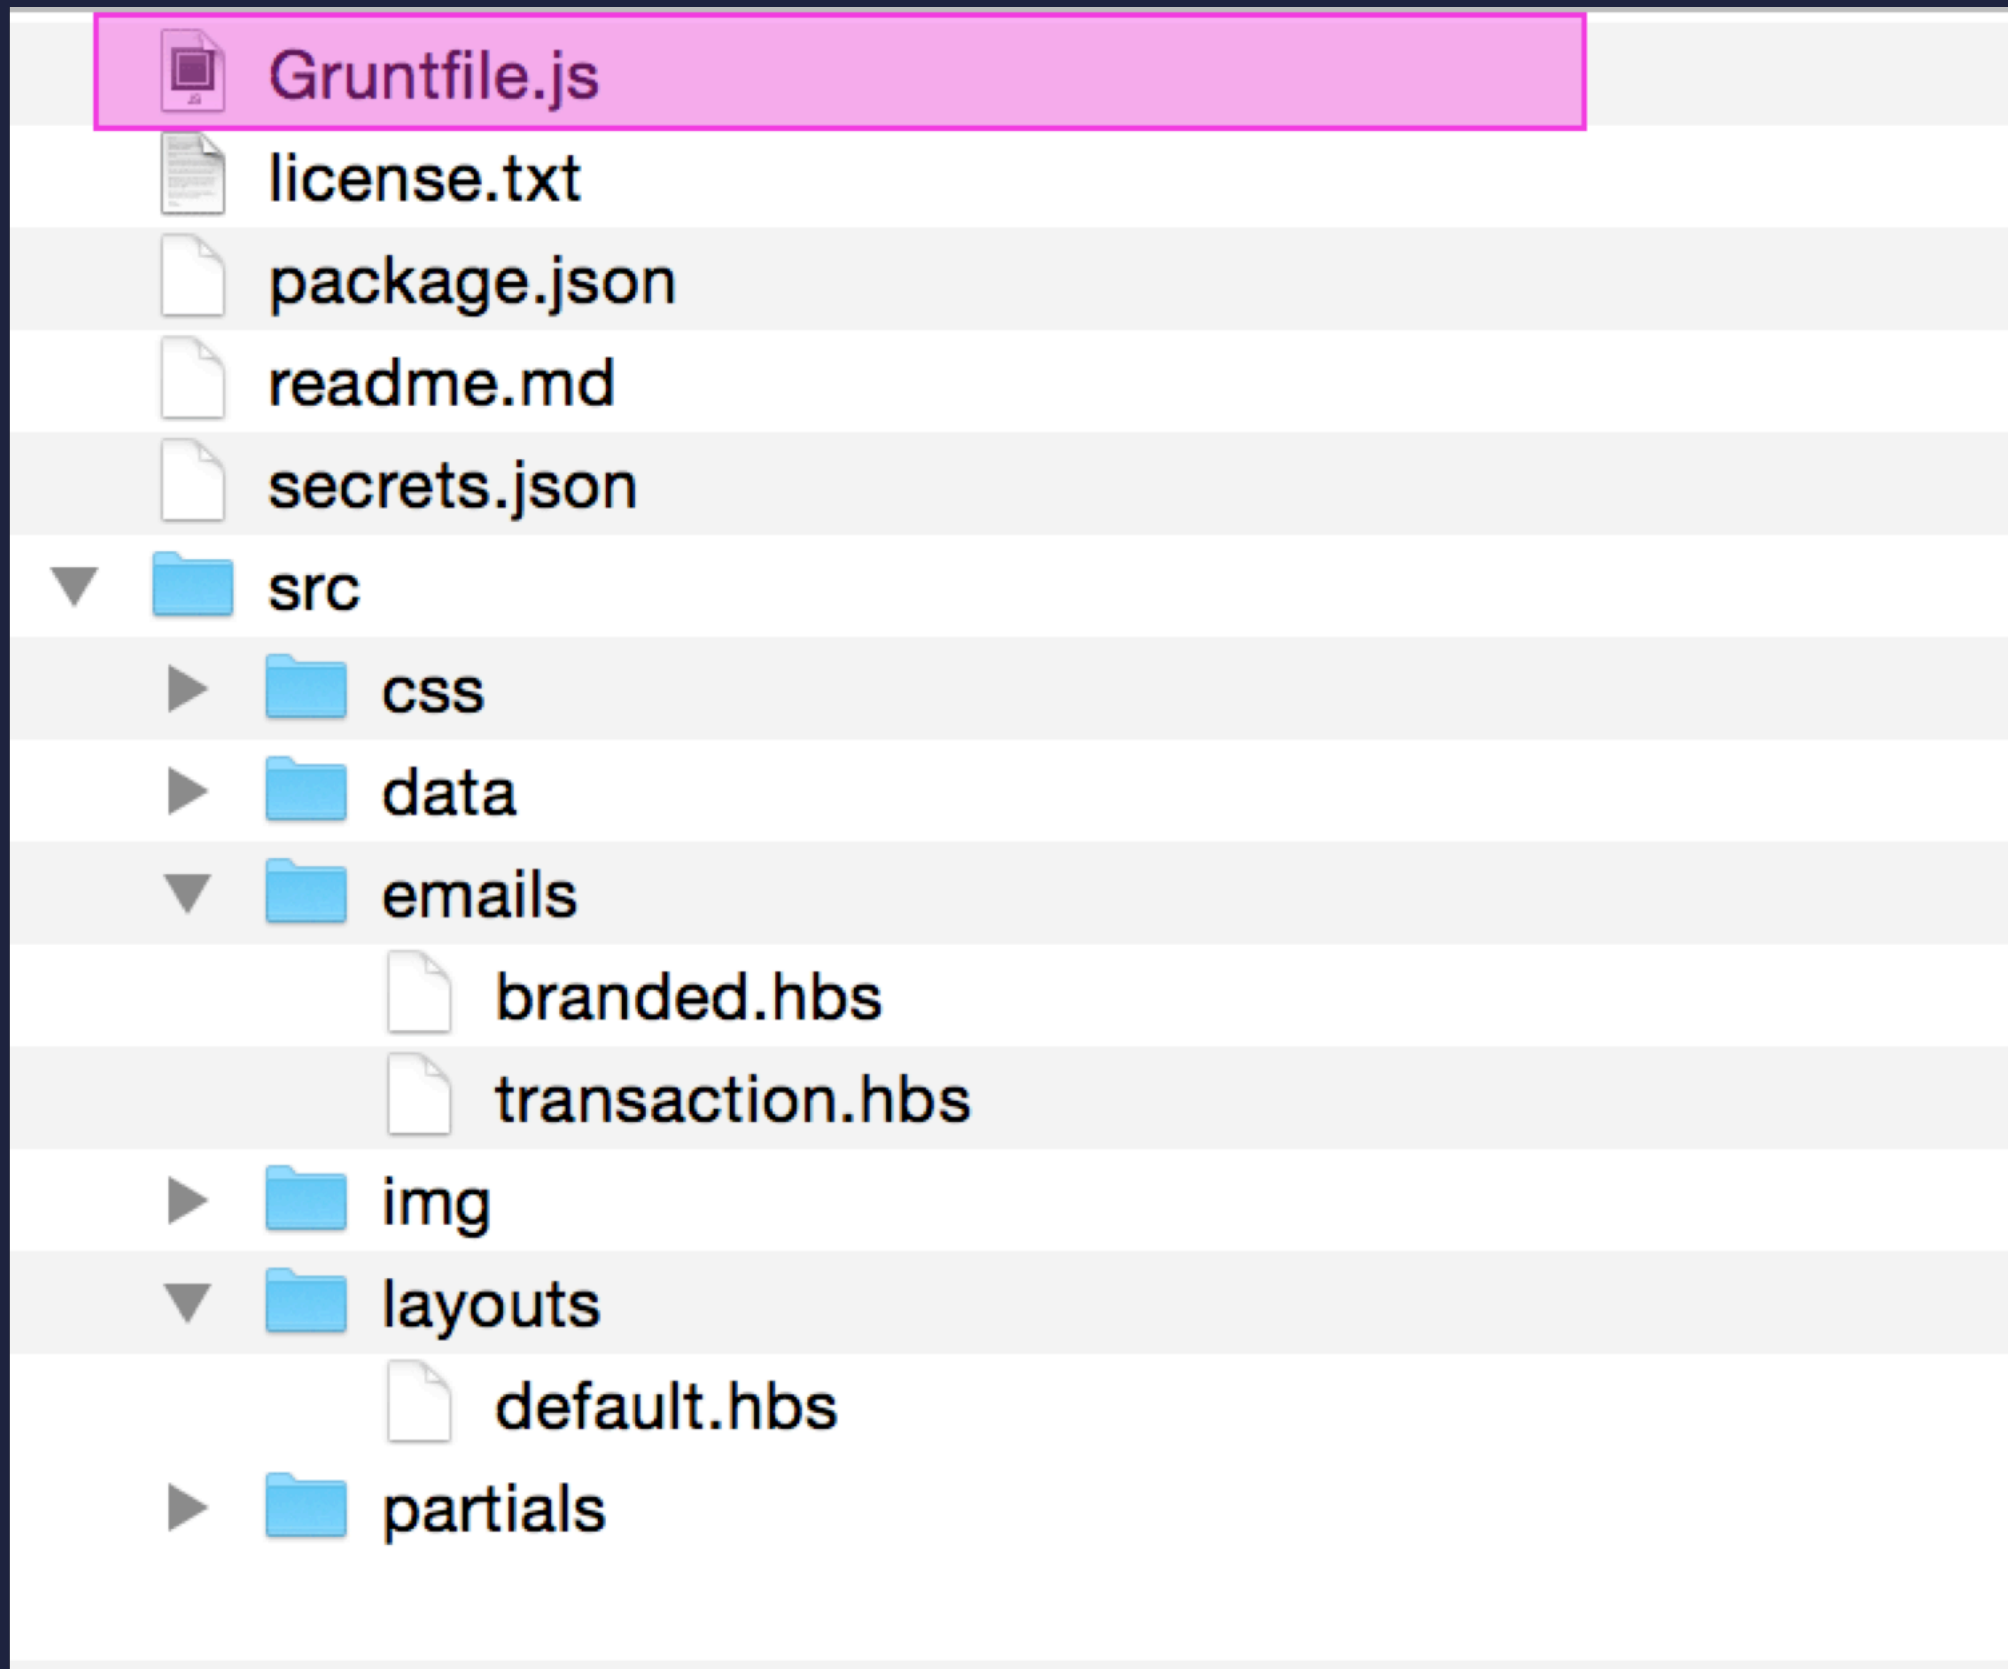 Gruntfile.js
license.txt
package.json
readme.md
secrets.json
src
css
data
emails
branded.hbs
transaction.hbs
img
layouts
default.hbs
partials